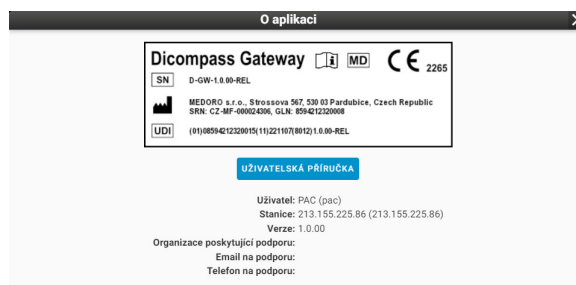 O aplikaci
Dicompass Gateway MD CE 2265
SN D-GW-1.0.00-REL
MEDORO s.r.o., Strossova 567, 530 03 Pardubice, Czech Republic
SRN: CZ-MF-000024306, GLN: 8594212320008
UDI (01)08594212320015(11)221107(8012)1.0.00-REL
UŽIVATELSKÁ PŘÍRUČKA
Uživatel: PAC (pac)
Stanice: 213.155.225.86 (213.155.225.86)
Verze: 1.0.00
Organizace poskytující podporu:
Email na podporu:
Telefon na podporu: